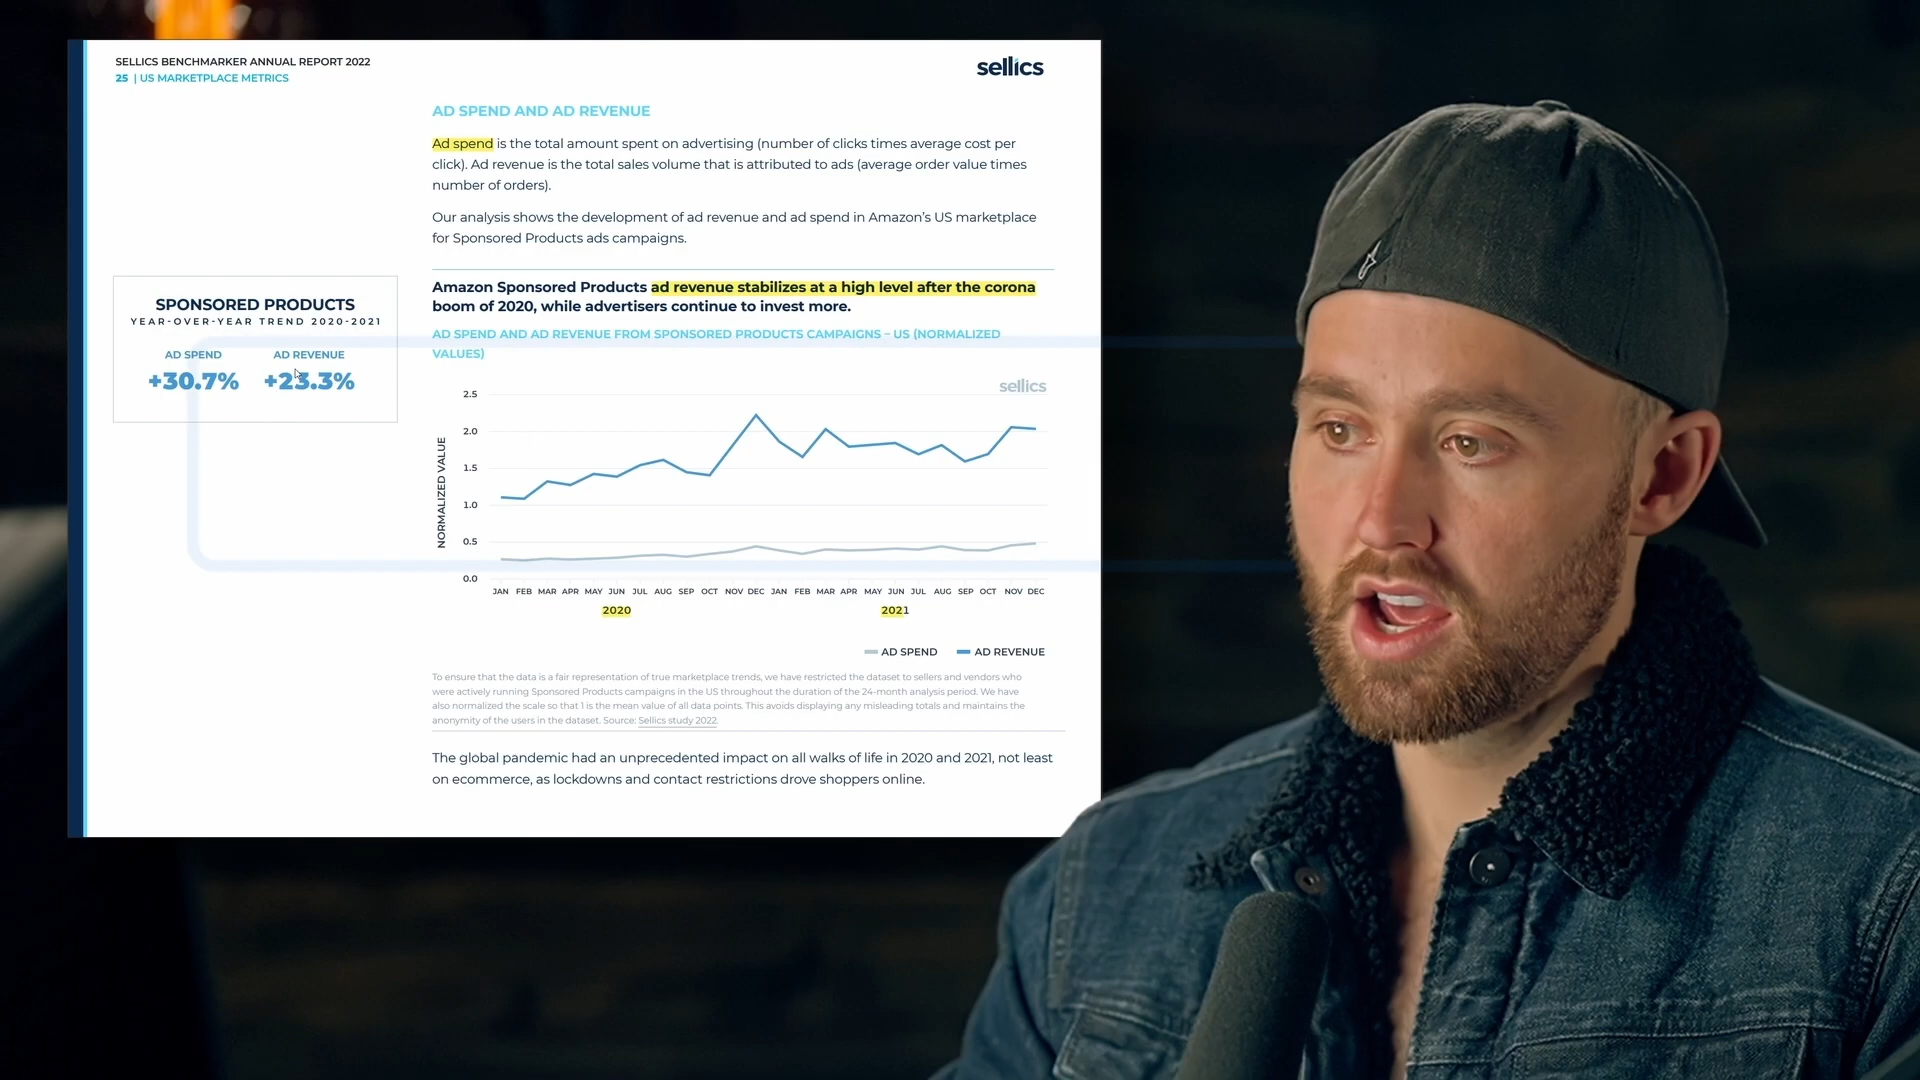 SELLICS BENCHMARKER ANNUAL REPORT 2022
25 | US MARKETPLACE METRICS
sellics
AD SPEND AND AD REVENUE
Ad spend is the total amount spent on advertising (number of clicks times average cost per
click). Ad revenue is the total sales volume that is attributed to ads (average order value times
number of orders).
Our analysis shows the development of ad revenue and ad spend in Amazon's US marketplace
for Sponsored Products ads campaigns.
SPONSORED PRODUCTS
YEAR-OVER-YEAR TREND 2020-2021
AD SPEND AD REVENUE
+30.7% +23.3%
Amazon Sponsored Products ad revenue stabilizes at a high level after the corona
boom of 2020, while advertisers continue to invest more.
AD SPEND AND AD REVENUE FROM SPONSORED PRODUCTS CAMPAIGNS – US (NORMALIZED
VALUES)
sellics
NORMALIZED VALUE
2.5
2.0
1.5
1.0
0.5
0.0
JAN FEB MAR APR MAY JUN JUL AUG SEP OCT NOV DEC JAN FEB MAR APR MAY JUN JUL AUG SEP OCT NOV DEC
2020 2021
AD SPEND AD REVENUE
To ensure that the data is a fair representation of true marketplace trends, we have restricted the dataset to sellers and vendors who
were actively running Sponsored Products campaigns in the US throughout the duration of the 24-month analysis period. We have
also normalized the scale so that 1 is the mean value of all data points. This avoids displaying any misleading totals and maintains the
anonymity of the users in the dataset. Source: Sellics study 2022.
The global pandemic had an unprecedented impact on all walks of life in 2020 and 2021, not least
on ecommerce, as lockdowns and contact restrictions drove shoppers online.